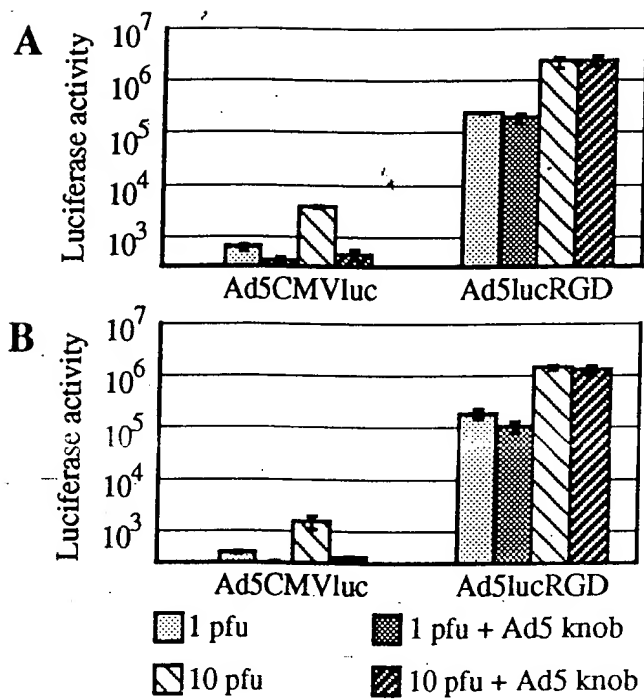 A
Luciferase activity
10^7
10^6
10^5
10^4
10^3
Ad5CMVluc Ad5lucRGD
B
Luciferase activity
10^7
10^6
10^5
10^4
10^3
Ad5CMVluc Ad5lucRGD
1 pfu 1 pfu + Ad5 knob
10 pfu 10 pfu + Ad5 knob